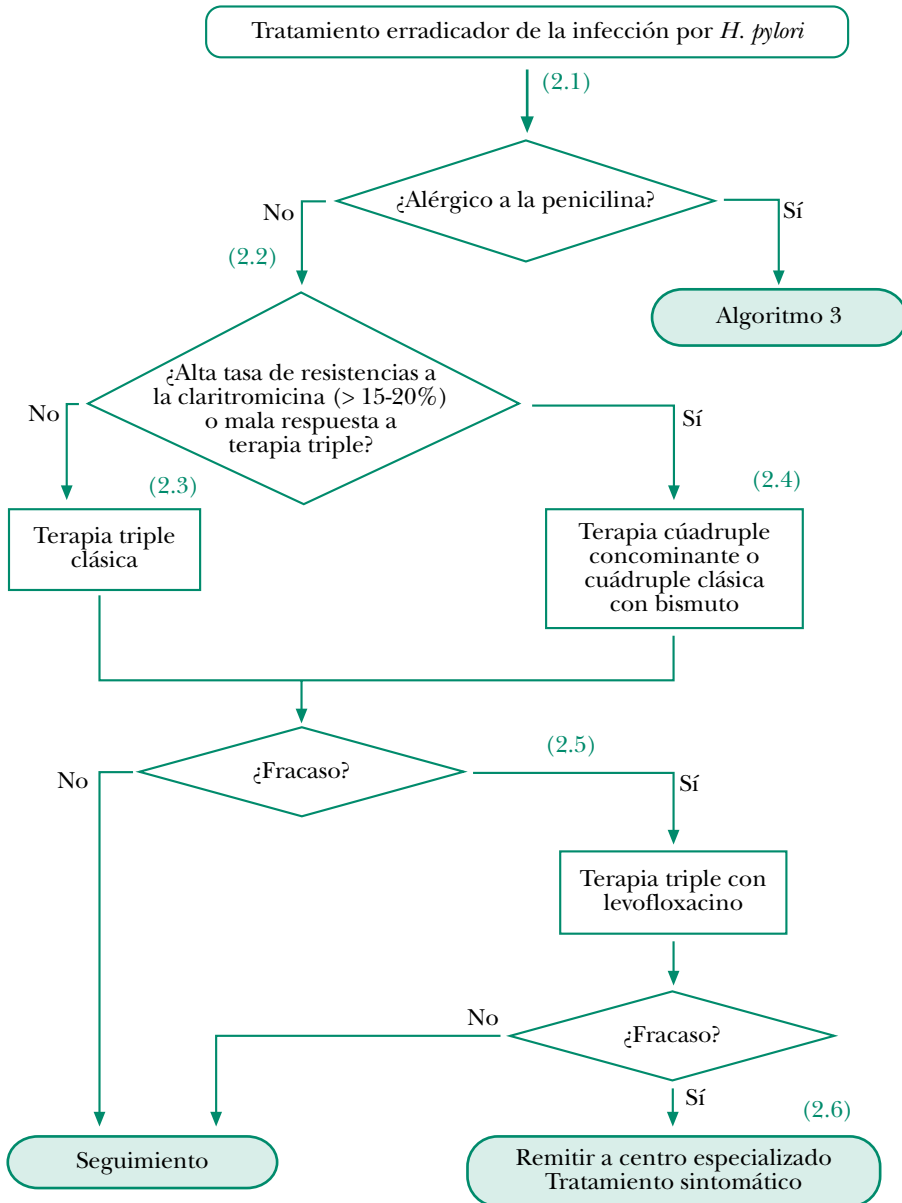 Tratamiento erradicador de la infección por H. pylori
(2.1)
¿Alérgico a la penicilina?
No
Sí
(2.2)
Algoritmo 3
¿Alta tasa de resistencias a
la claritromicina (> 15-20%)
o mala respuesta a
terapia triple?
No
Sí
(2.3)
(2.4)
Terapia triple
clásica
Terapia cúadruple
concominante o
cuádruple clásica
con bismuto
¿Fracaso?
(2.5)
No
Sí
Terapia triple con
levofloxacino
No
¿Fracaso?
Sí
(2.6)
Seguimiento
Remitir a centro especializado
Tratamiento sintomático